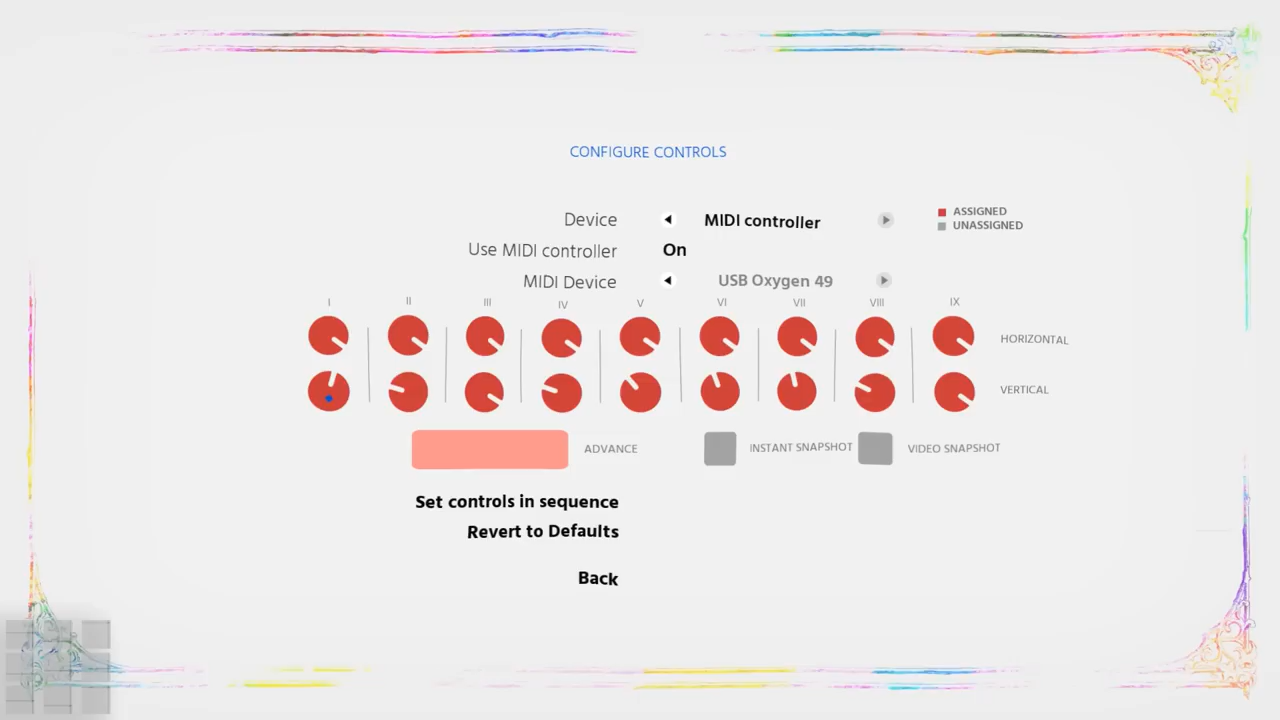 CONFIGURE CONTROLS
Device MIDI controller
ASSIGNED
UNASSIGNED
Use MIDI controller On
MIDI Device USB Oxygen 49
I II III IV V VI VII VIII IX
HORIZONTAL
VERTICAL
ADVANCE INSTANT SNAPSHOT VIDEO SNAPSHOT
Set controls in sequence
Revert to Defaults
Back